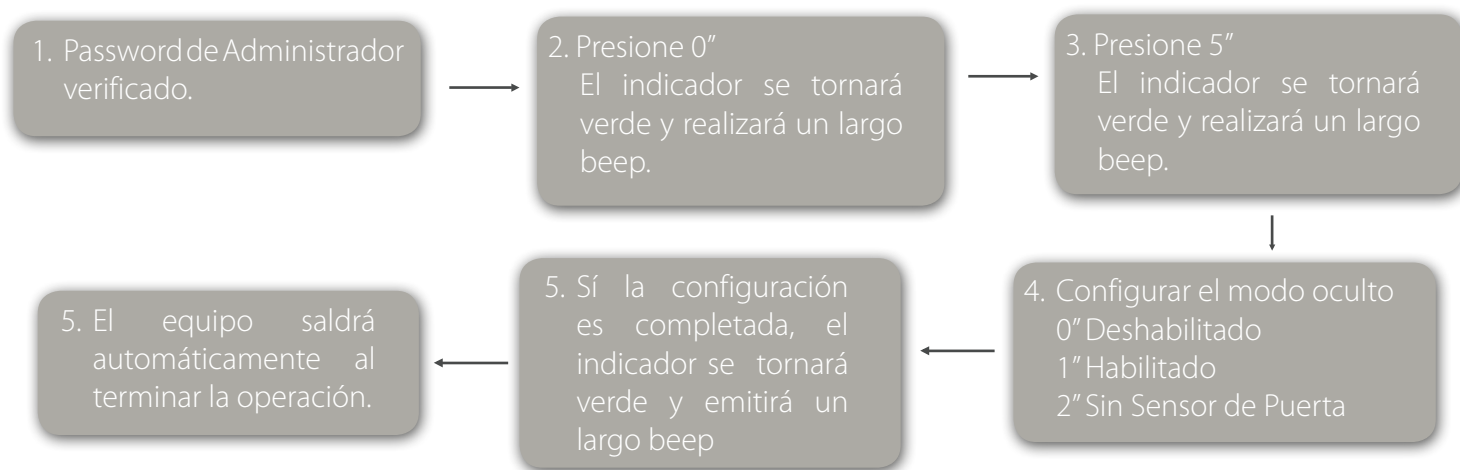 1. Password de Administrador
verificado.
2. Presione 0”
El indicador se tornará
verde y realizará un largo
beep.
3. Presione 5”
El indicador se tornará
verde y realizará un largo
beep.
4. Configurar el modo oculto
0” Deshabilitado
1” Habilitado
2” Sin Sensor de Puerta
5. Sí la configuración
es completada, el
indicador se tornará
verde y emitirá un
largo beep
5. El equipo saldrá
automáticamente al
terminar la operación.